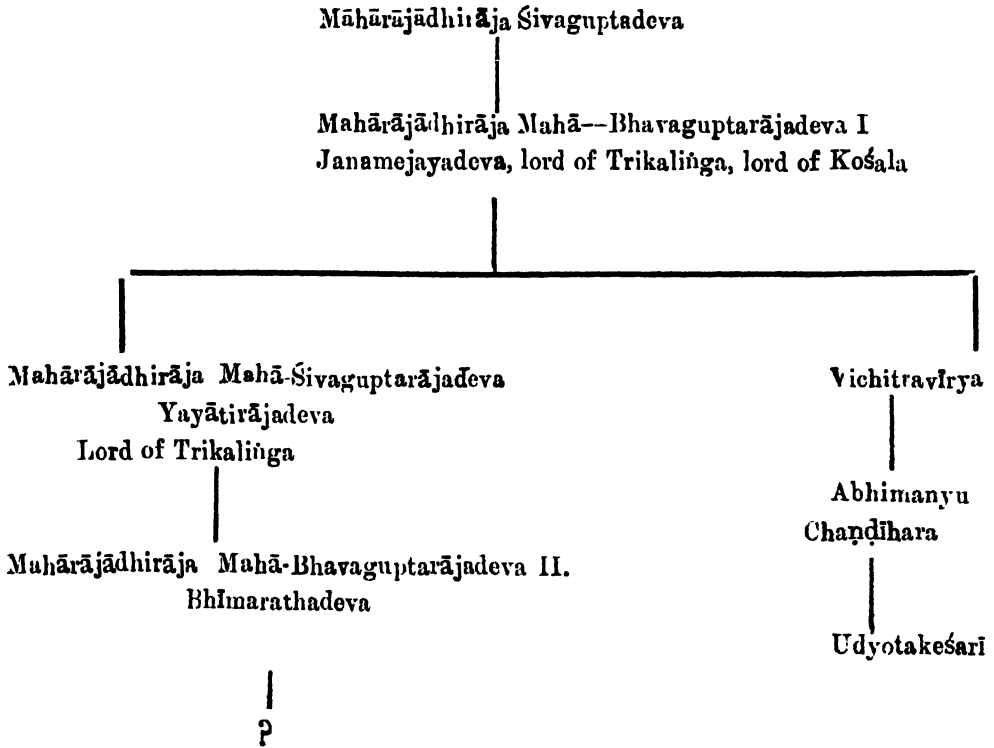 Māhārājādhirāja Śivaguptadeva
Mahārājādhirāja Mahā--Bhavaguptarājadeva I
Janamejayadeva, lord of Trikaliṅga, lord of Kośala
Mahārājādhirāja Mahā-Śivaguptarājadeva
Yayātirājadeva
Lord of Trikaliṅga
Vichitravīrya
Abhimanyu
Chaṇḍīhara
Mahārājādhirāja Mahā-Bhavaguptarājadeva II.
Bhīmarathadeva
Udyotakeśarī
?